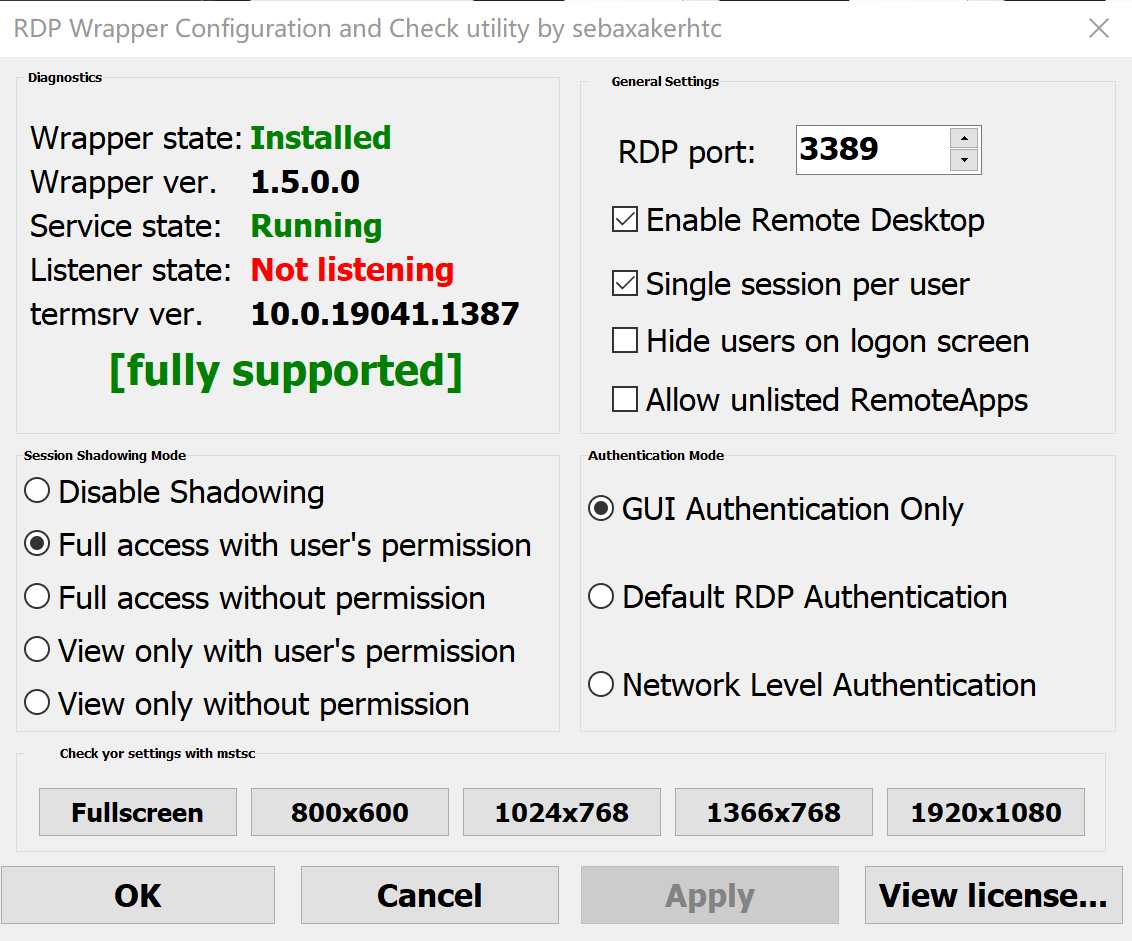 RDP Wrapper Configuration and Check utility by sebaxakerhtc
Diagnostics
Wrapper state: Installed
Wrapper ver. 1.5.0.0
Service state: Running
Listener state: Not listening
termsrv ver. 10.0.19041.1387
[fully supported]
General Settings
RDP port: 3389
Enable Remote Desktop
Single session per user
Hide users on logon screen
Allow unlisted RemoteApps
Session Shadowing Mode
Disable Shadowing
Full access with user's permission
Full access without permission
View only with user's permission
View only without permission
Authentication Mode
GUI Authentication Only
Default RDP Authentication
Network Level Authentication
Check yor settings with mstsc
Fullscreen 800x600 1024x768 1366x768 1920x1080
OK Cancel Apply View license...